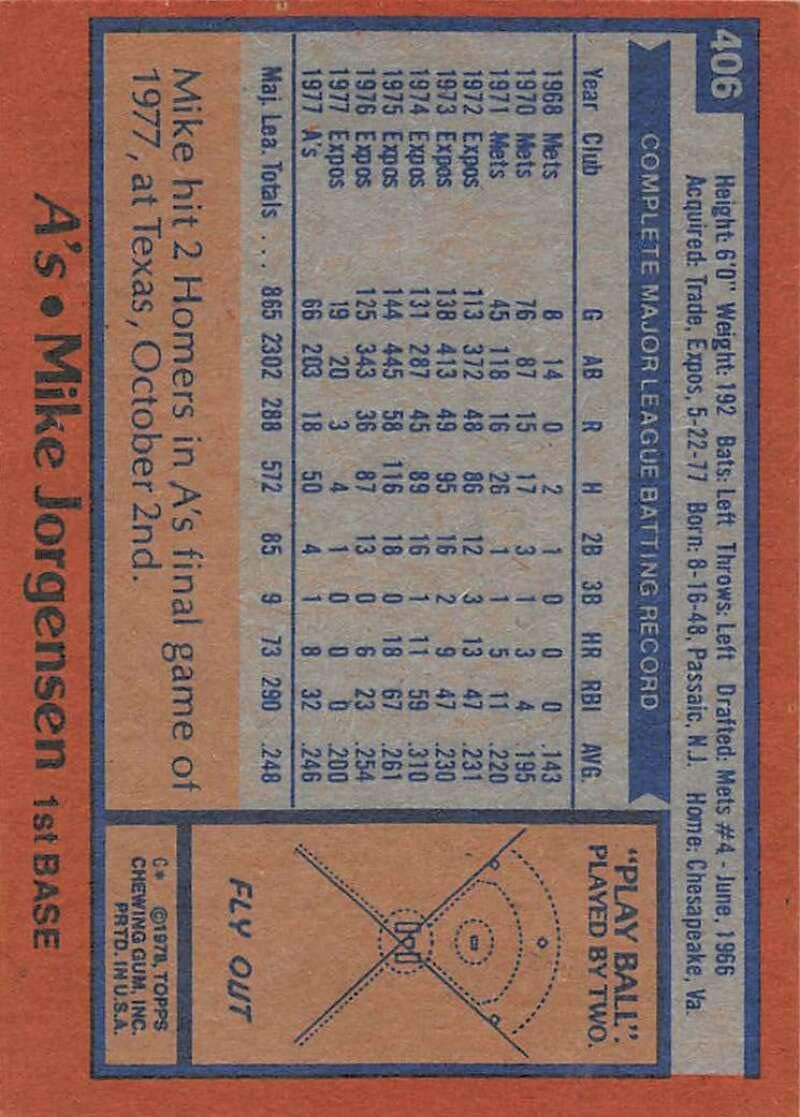 406
Height: 6'0" Weight: 192 Bats: Left Throws: Left Drafted: Mets #4 - June, 1966
Acquired: Trade, Expos, 5-22-77 Born: 8-16-48, Passaic, N.J. Home: Chesapeake, Va.
COMPLETE MAJOR LEAGUE BATTING RECORD
Year Club G AB R H 2B 3B HR RBI AVG.
1968 Mets 8 14 0 2 1 0 0 0 .143
1970 Mets 76 87 15 17 3 1 3 4 .195
1971 Mets 45 118 16 26 1 1 5 11 .220
1972 Expos 113 372 48 86 12 3 13 47 .231
1973 Expos 138 413 49 95 16 2 9 47 .230
1974 Expos 131 287 45 89 16 1 11 59 .310
1975 Expos 144 445 58 116 18 0 18 67 .261
1976 Expos 125 343 36 87 13 0 6 23 .254
1977 Expos 19 20 3 4 1 0 0 0 .200
1977 A's 66 203 18 50 4 1 8 32 .246
Maj. Lea. Totals ... 865 2302 288 572 85 9 73 290 .248
Mike hit 2 Homers in A's final game of
1977, at Texas, October 2nd.
"PLAY BALL":
PLAYED BY TWO.
FLY OUT
C* ©1978, TOPPS
CHEWING GUM, INC.
PRTD. IN U.S.A.
A's • Mike Jorgensen 1st BASE